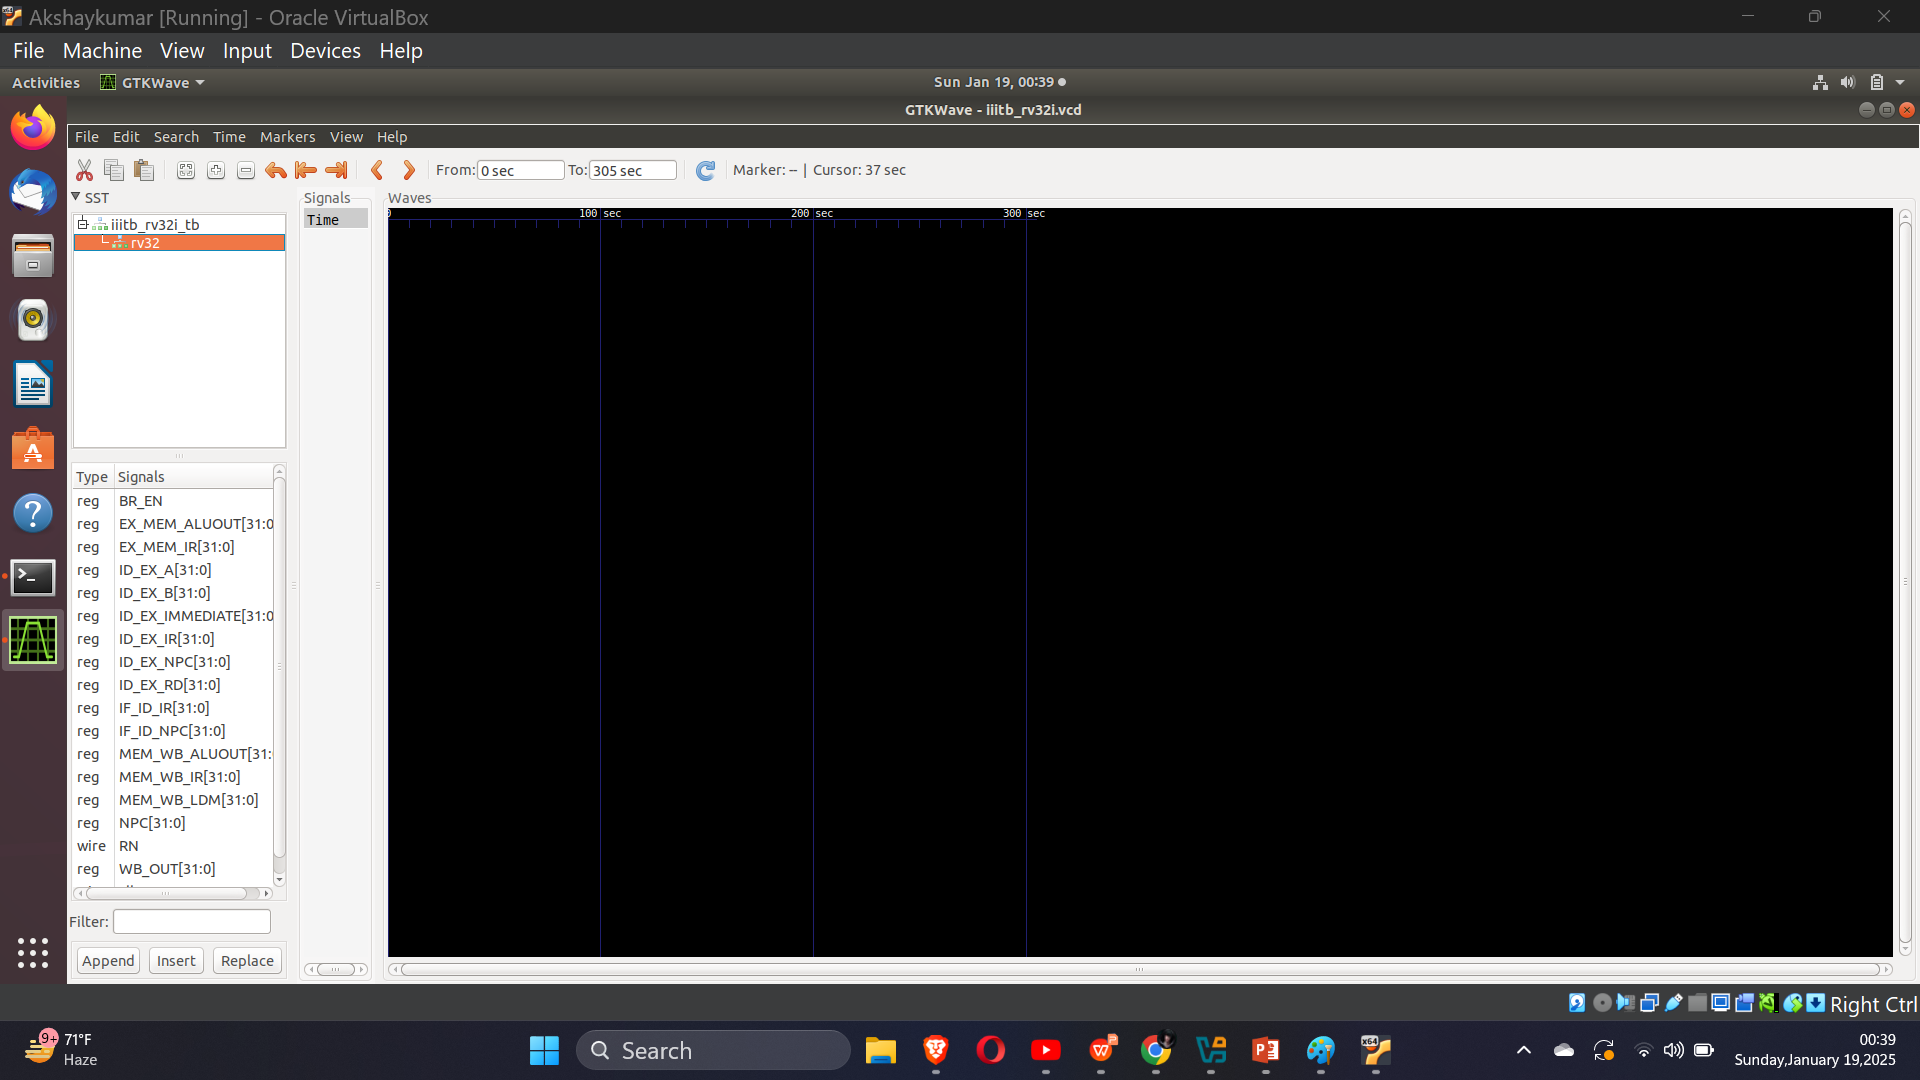 Akshaykumar [Running] - Oracle VirtualBox
File Machine View Input Devices Help
Activities GTKWave Sun Jan 19, 00:39
GTKWave - iiitb_rv32i.vcd
File Edit Search Time Markers View Help
From: 0 sec To: 305 sec Marker: -- | Cursor: 37 sec
SST
iiitb_rv32i_tb
rv32
Signals
Time
Waves
0 100 sec 200 sec 300 sec
Type Signals
reg BR_EN
reg EX_MEM_ALUOUT[31:0
reg EX_MEM_IR[31:0]
reg ID_EX_A[31:0]
reg ID_EX_B[31:0]
reg ID_EX_IMMEDIATE[31:0
reg ID_EX_IR[31:0]
reg ID_EX_NPC[31:0]
reg ID_EX_RD[31:0]
reg IF_ID_IR[31:0]
reg IF_ID_NPC[31:0]
reg MEM_WB_ALUOUT[31:
reg MEM_WB_IR[31:0]
reg MEM_WB_LDM[31:0]
reg NPC[31:0]
wire RN
reg WB_OUT[31:0]
Filter:
Append Insert Replace
Right Ctrl
9+ 71°F
Haze
Search
00:39
Sunday,January 19,2025